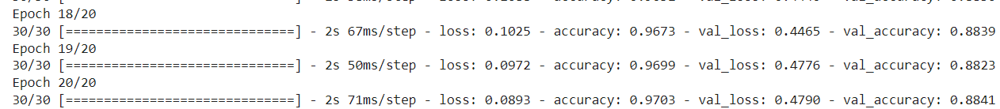 Epoch 18/20
30/30 [==============================] - 2s 67ms/step - loss: 0.1025 - accuracy: 0.9673 - val_loss: 0.4465 - val_accuracy: 0.8839
Epoch 19/20
30/30 [==============================] - 2s 50ms/step - loss: 0.0972 - accuracy: 0.9699 - val_loss: 0.4776 - val_accuracy: 0.8823
Epoch 20/20
30/30 [==============================] - 2s 71ms/step - loss: 0.0893 - accuracy: 0.9703 - val_loss: 0.4790 - val_accuracy: 0.8841